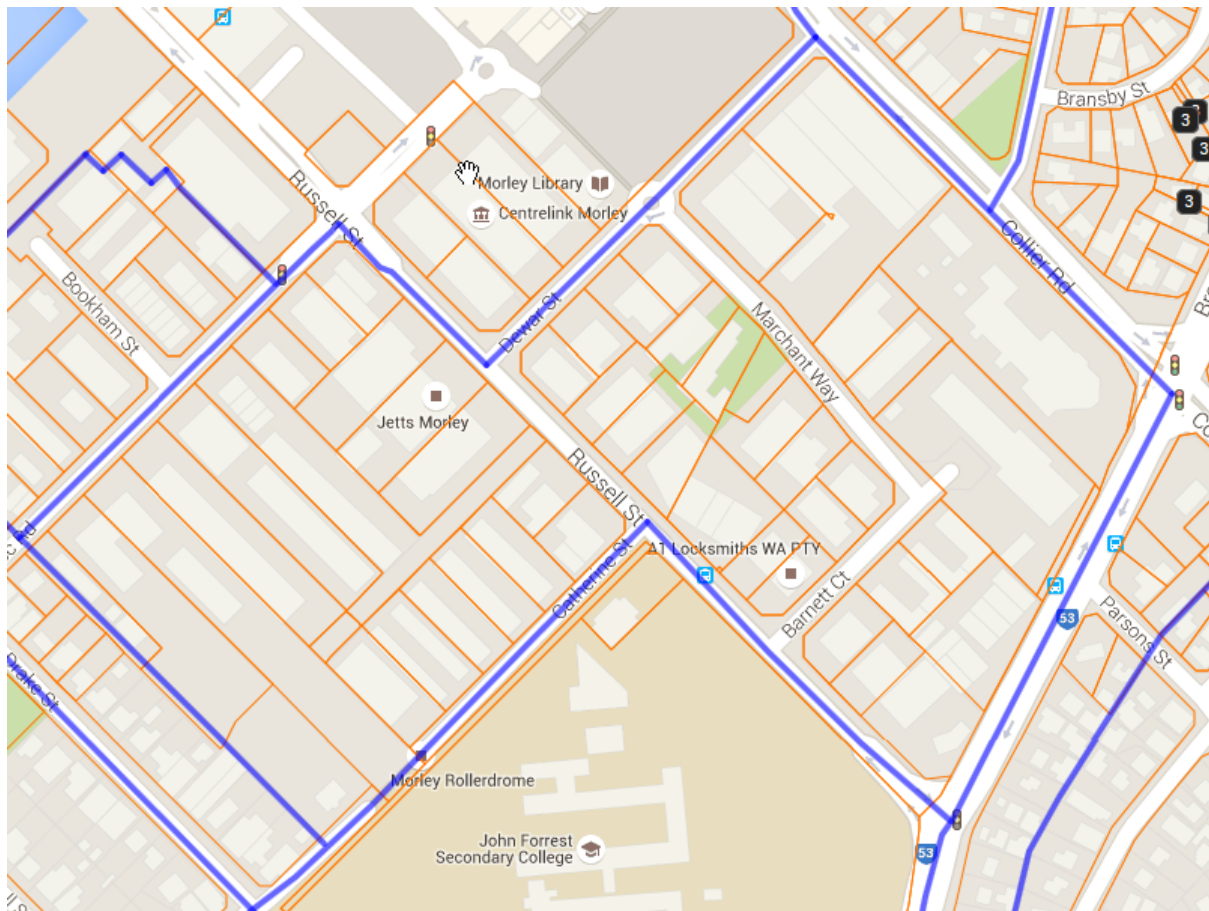 Bransby St
3
3
3
3
Morley Library
Centrelink Morley
Russell St
Collier Rd
Bookham St
Dewar St
Marchant Way
Jetts Morley
Russell St
A1 Locksmiths WA PTY
Catherine St
Barnett Ct
53
Parsons St
Drake St
Morley Rollerdrome
John Forrest
Secondary College
53